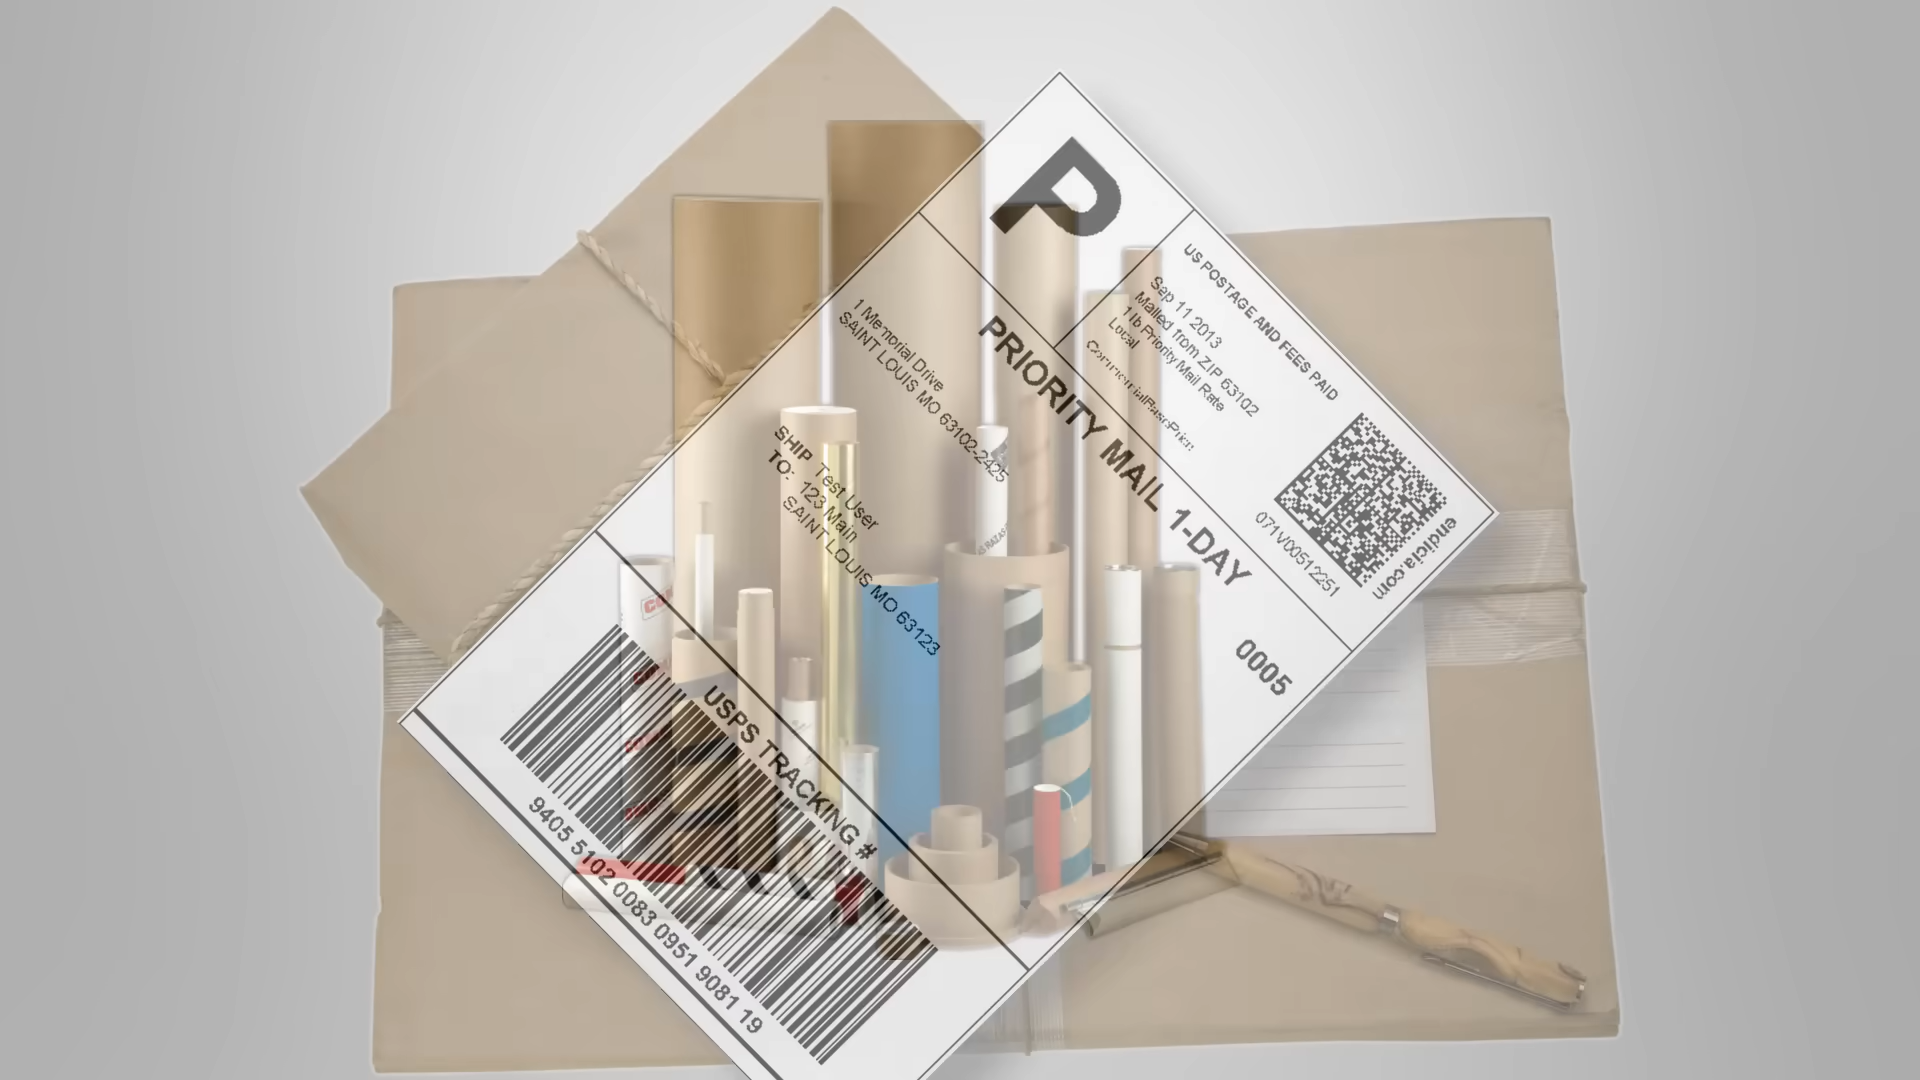 P
US POSTAGE AND FEES PAID
Sep 11 2013
Mailed from ZIP 63102
1 lb Priority Mail Rate
Local
CommercialBasePrice
071V00512251
endicia.com
PRIORITY MAIL 1-DAY
1 Memorial Drive
SAINT LOUIS MO 63102-2425
0005
SHIP Test User
TO: 123 Main
SAINT LOUIS MO 63123
USPS TRACKING #
9405 5102 0083 0951 9081 19